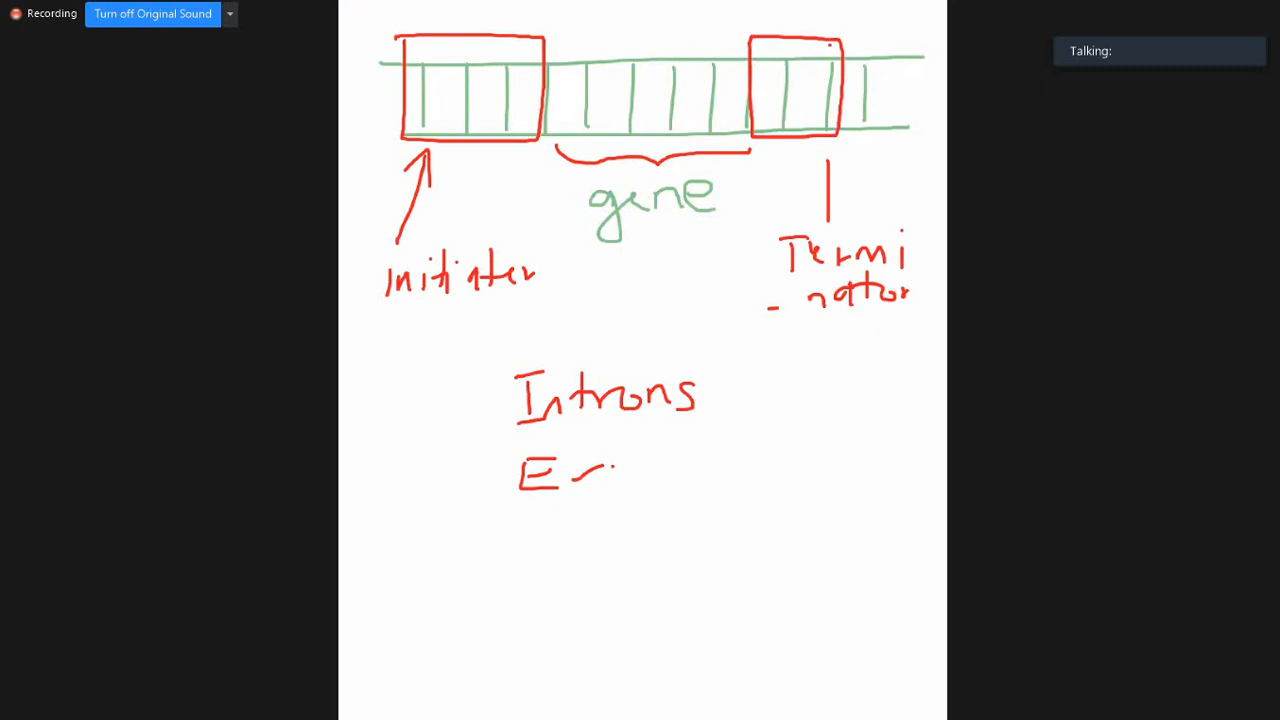 Recording
Turn off Original Sound
Talking:
gene
Initiater
Termi
- nator
Introns
E